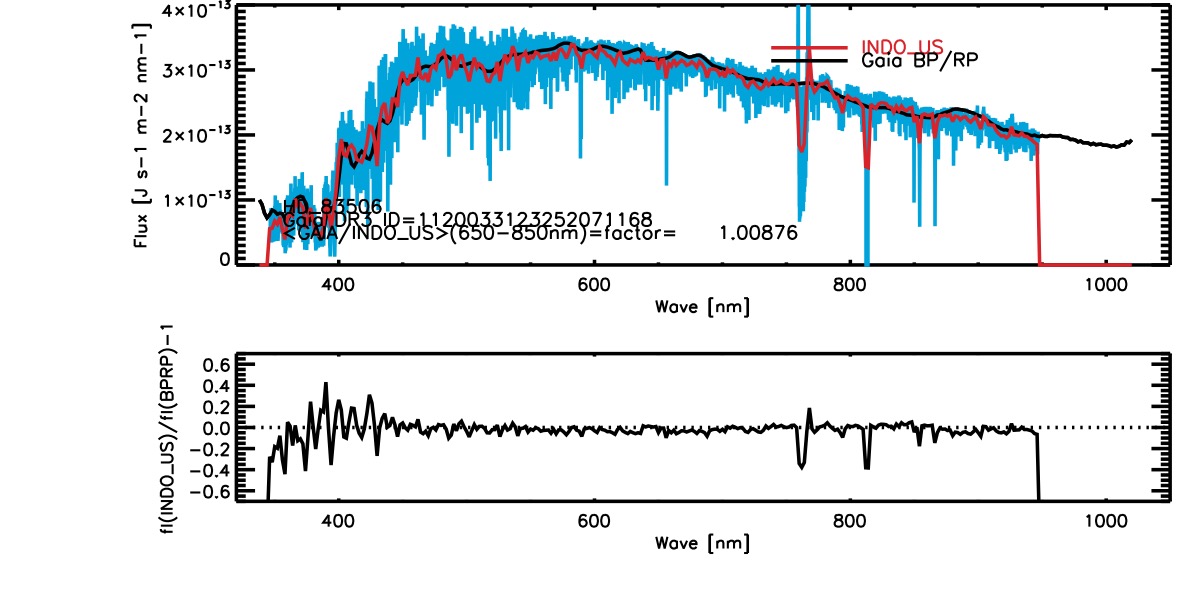 4×10⁻¹³
3×10⁻¹³
2×10⁻¹³
1×10⁻¹³
0
Flux [J s−1 m−2 nm−1]
INDO_US
Gaia BP/RP
HD_83506
Gaia DR3 ID=1120033123252071168
<GAIA/INDO_US>(650−850nm)=factor= 1.00876
400 600 800 1000
Wave [nm]
fl(INDO_US)/fl(BPRP)−1
0.6
0.4
0.2
0.0
−0.2
−0.4
−0.6
400 600 800 1000
Wave [nm]